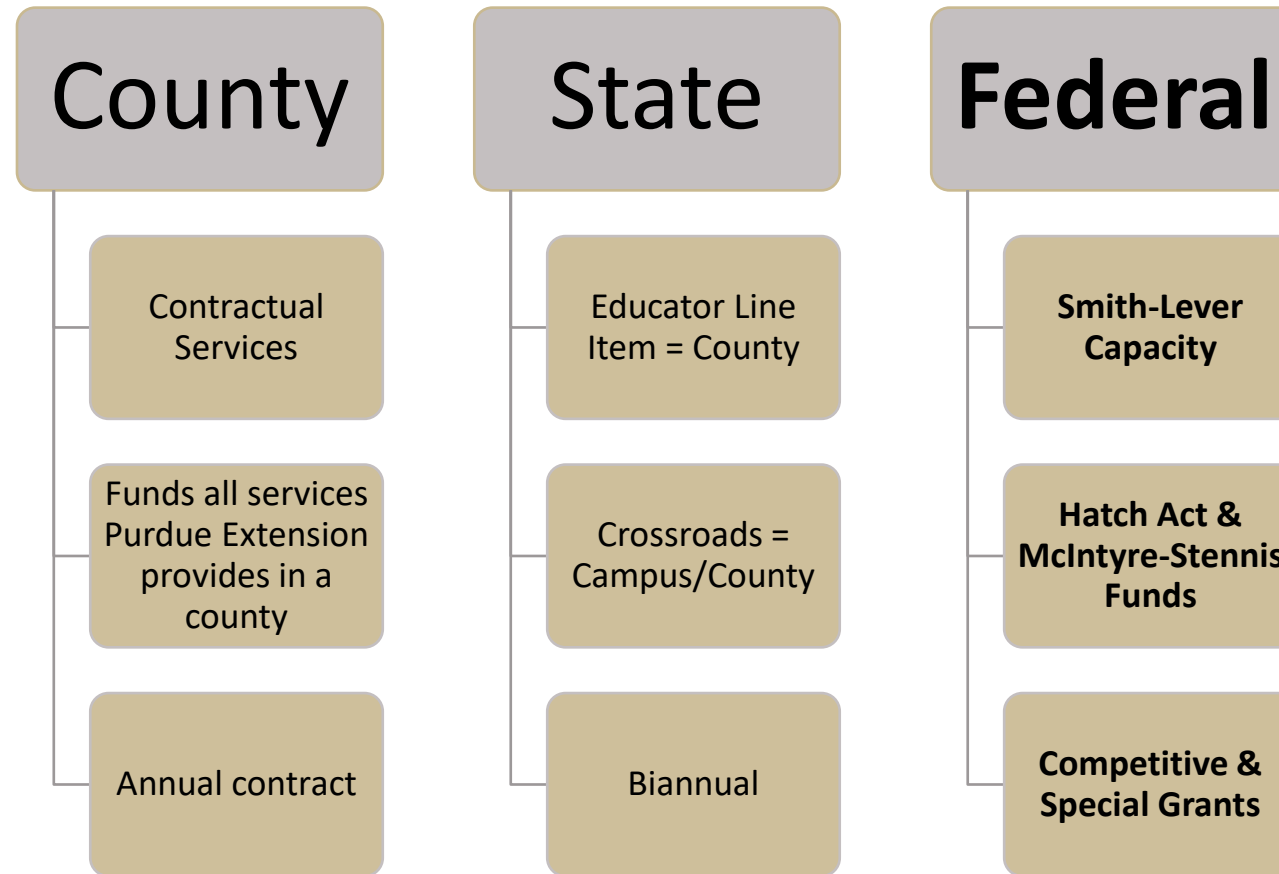 County
Contractual
Services
Funds all services
Purdue Extension
provides in a
county
Annual contract
State
Educator Line
Item = County
Crossroads =
Campus/County
Biannual
Federal
Smith-Lever
Capacity
Hatch Act &
McIntyre-Stennis
Funds
Competitive &
Special Grants